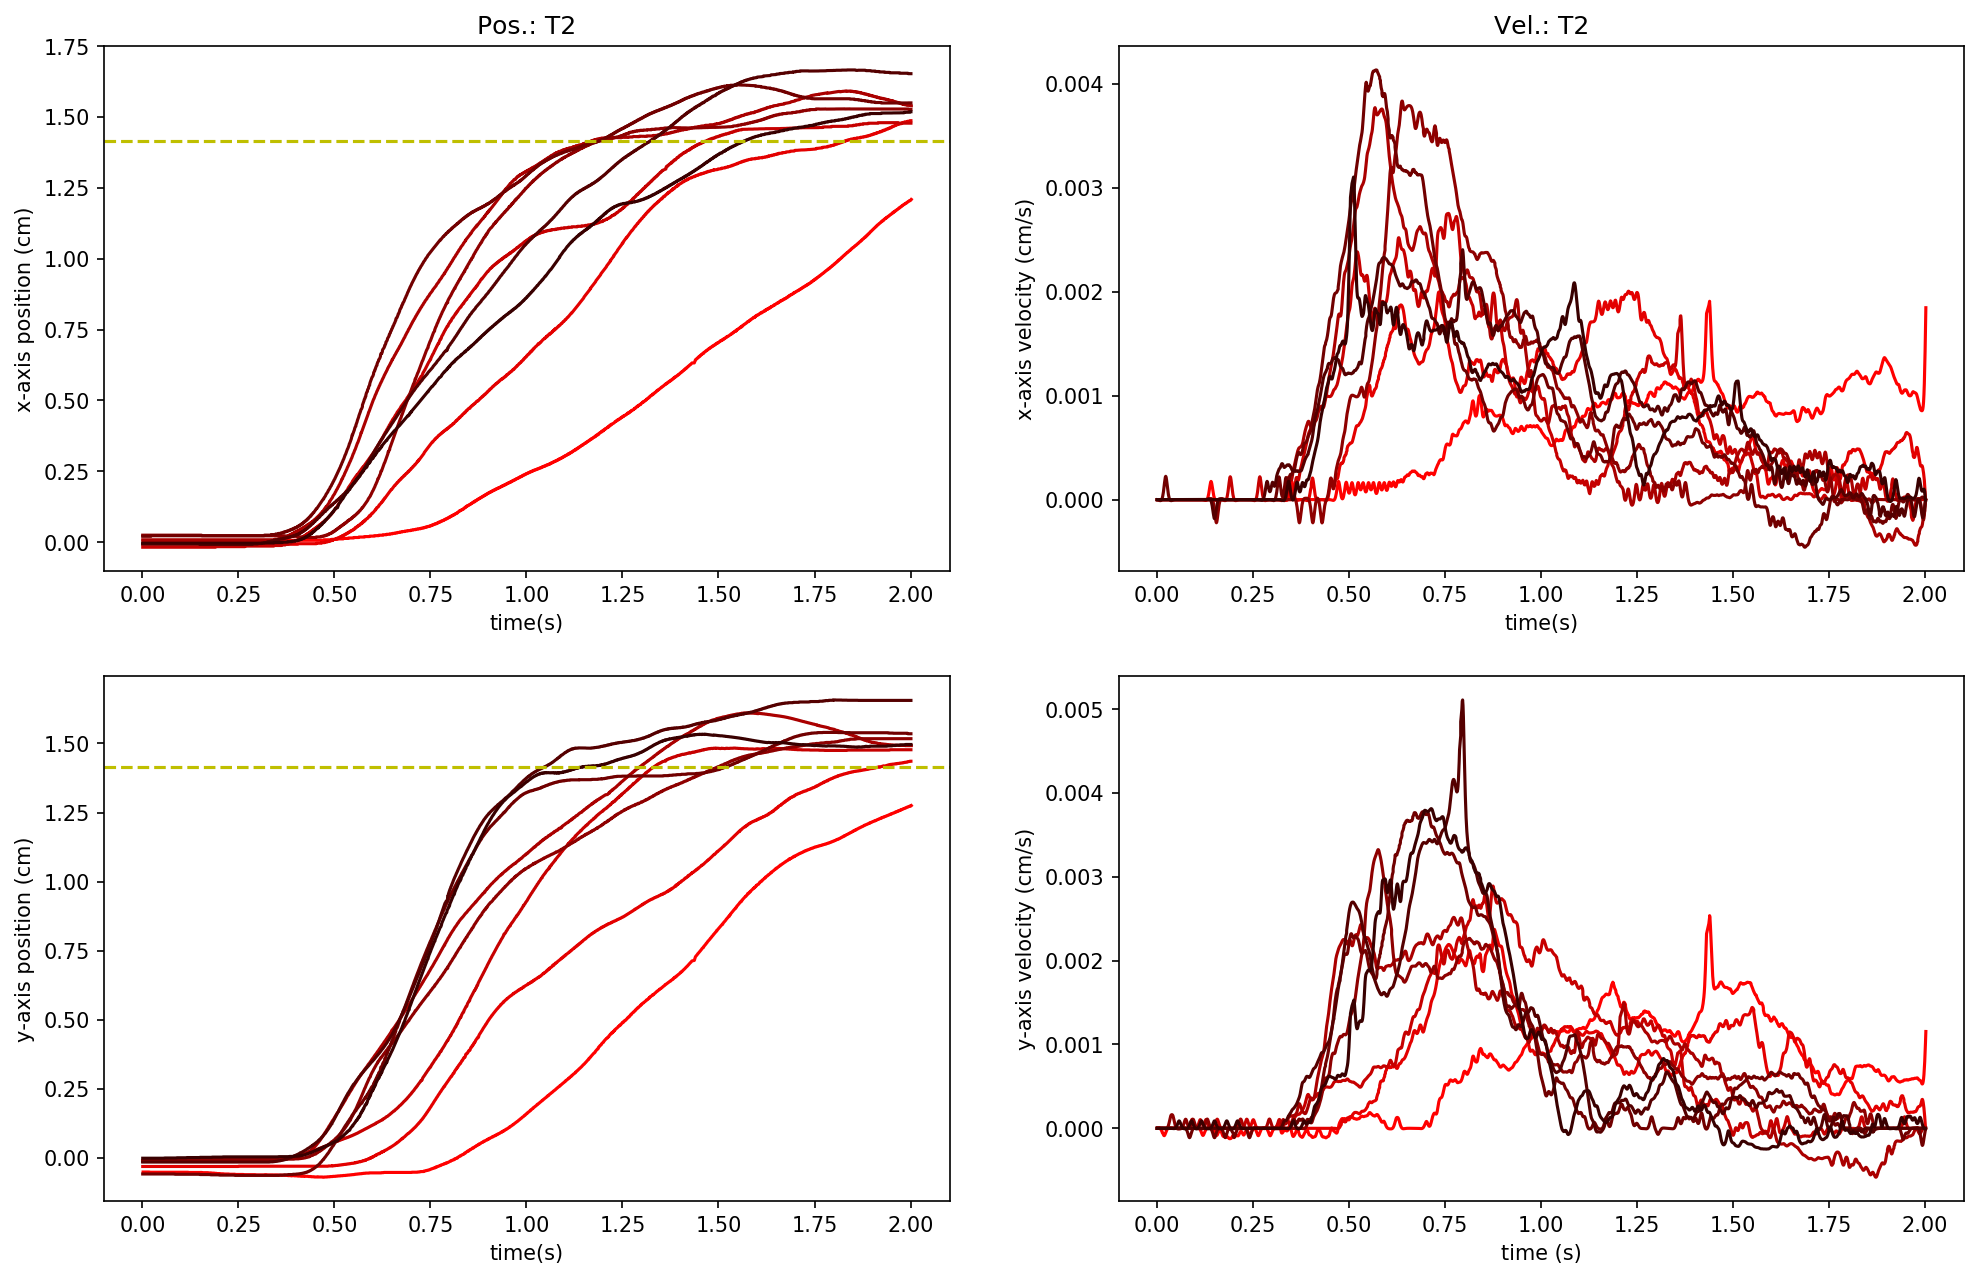 Pos.: T2
1.75
1.50
1.25
1.00
0.75
0.50
0.25
0.00
x-axis position (cm)
0.00 0.25 0.50 0.75 1.00 1.25 1.50 1.75 2.00
time(s)
Vel.: T2
0.004
0.003
0.002
0.001
0.000
x-axis velocity (cm/s)
0.00 0.25 0.50 0.75 1.00 1.25 1.50 1.75 2.00
time(s)
1.50
1.25
1.00
0.75
0.50
0.25
0.00
y-axis position (cm)
0.00 0.25 0.50 0.75 1.00 1.25 1.50 1.75 2.00
time(s)
0.005
0.004
0.003
0.002
0.001
0.000
y-axis velocity (cm/s)
0.00 0.25 0.50 0.75 1.00 1.25 1.50 1.75 2.00
time (s)